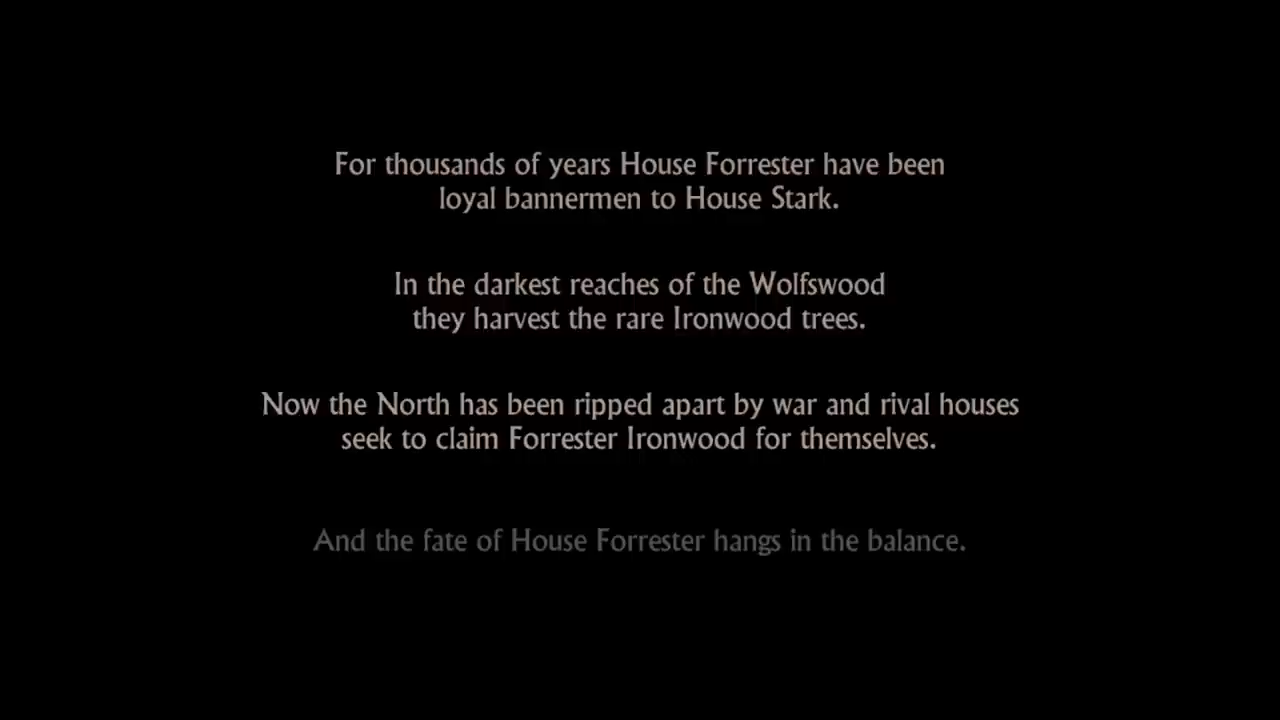 For thousands of years House Forrester have been
loyal bannermen to House Stark.
In the darkest reaches of the Wolfswood
they harvest the rare Ironwood trees.
Now the North has been ripped apart by war and rival houses
seek to claim Forrester Ironwood for themselves.
And the fate of House Forrester hangs in the balance.